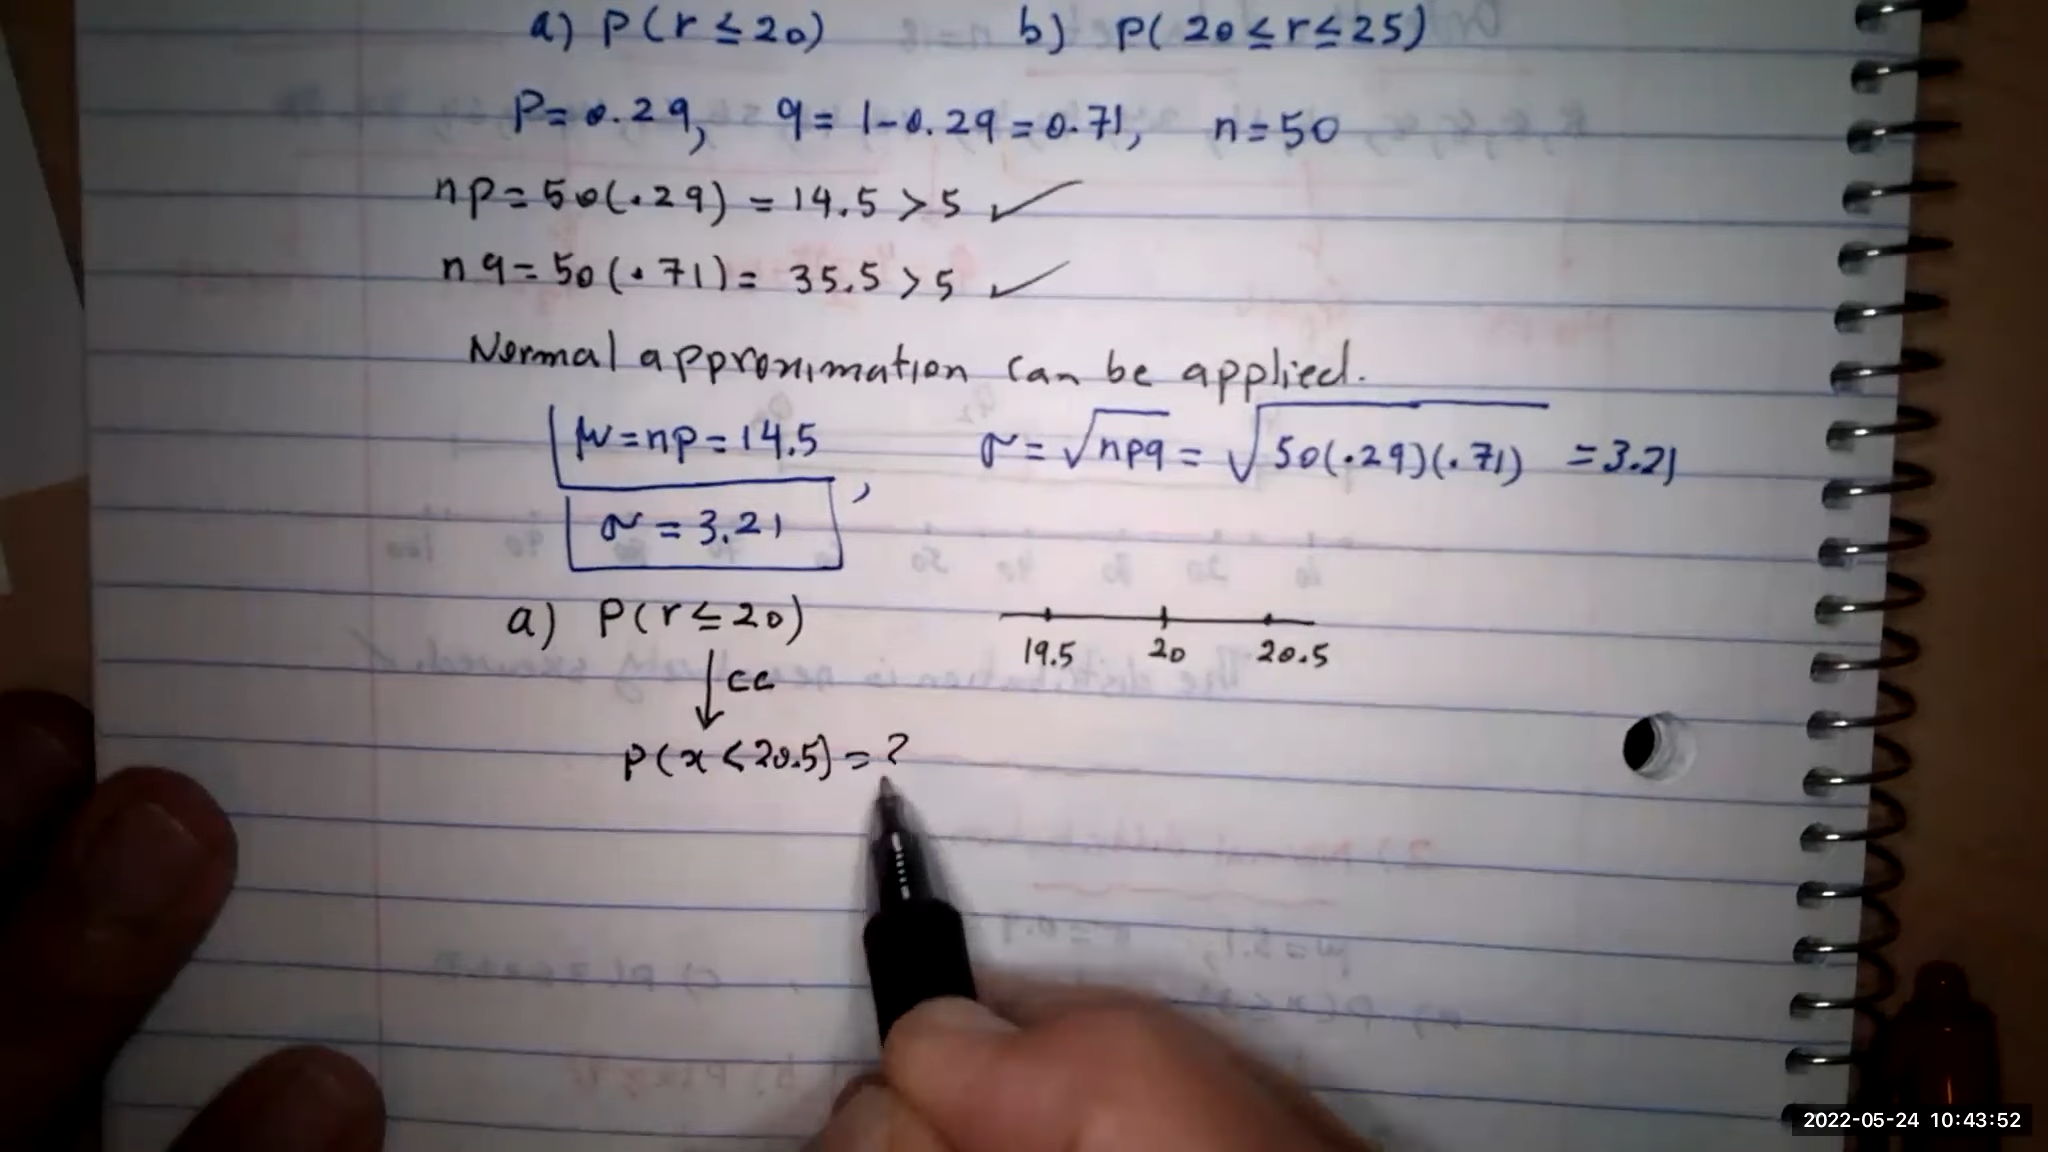 a) P(r ≤ 20) b) P(20 ≤ r ≤ 25)
P = 0.29, q = 1 - 0.29 = 0.71, n = 50
np = 50(.29) = 14.5 > 5 ✓
nq = 50(.71) = 35.5 > 5 ✓
Normal approximation can be applied.
μ = np = 14.5 σ = √npq = √50(.29)(.71) = 3.21
σ = 3.21 ,
a) P(r ≤ 20)
19.5 20 20.5
↓ cc
P(x < 20.5) = ?
2022-05-24 10:43:52